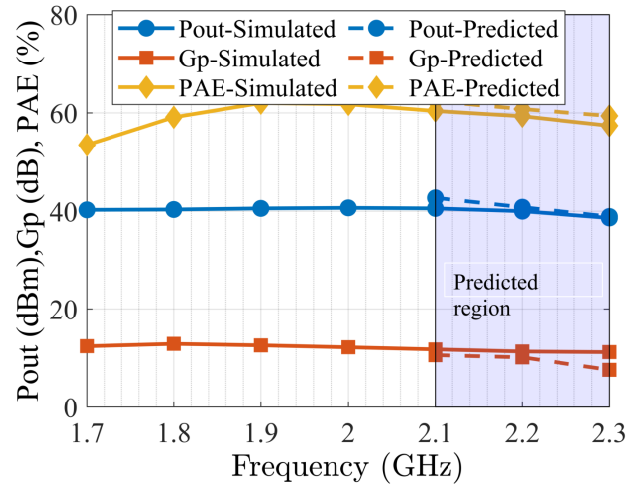 Pout (dBm),Gp (dB), PAE (%)
80
60
40
20
0
Pout-Simulated Pout-Predicted
Gp-Simulated Gp-Predicted
PAE-Simulated PAE-Predicted
Predicted
region
1.7 1.8 1.9 2 2.1 2.2 2.3
Frequency (GHz)